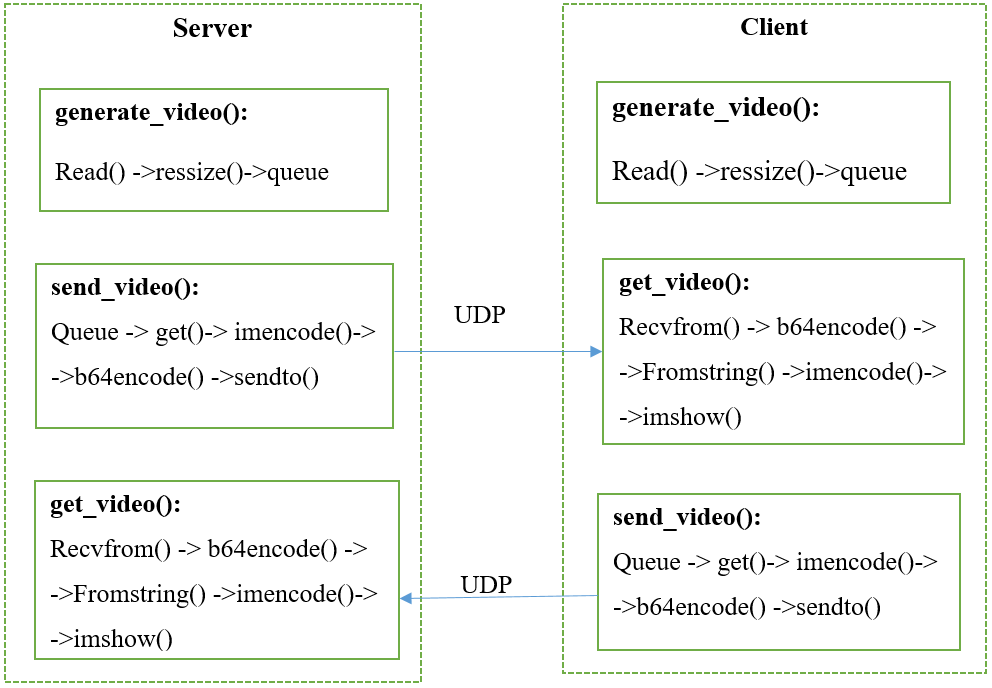 Server
generate_video():
Read() ->ressize()->queue
send_video():
Queue -> get()-> imencode()->
->b64encode() ->sendto()
get_video():
Recvfrom() -> b64encode() ->
->Fromstring() ->imencode()->
->imshow()
UDP
UDP
Client
generate_video():
Read() ->ressize()->queue
get_video():
Recvfrom() -> b64encode() ->
->Fromstring() ->imencode()->
->imshow()
send_video():
Queue -> get()-> imencode()->
->b64encode() ->sendto()